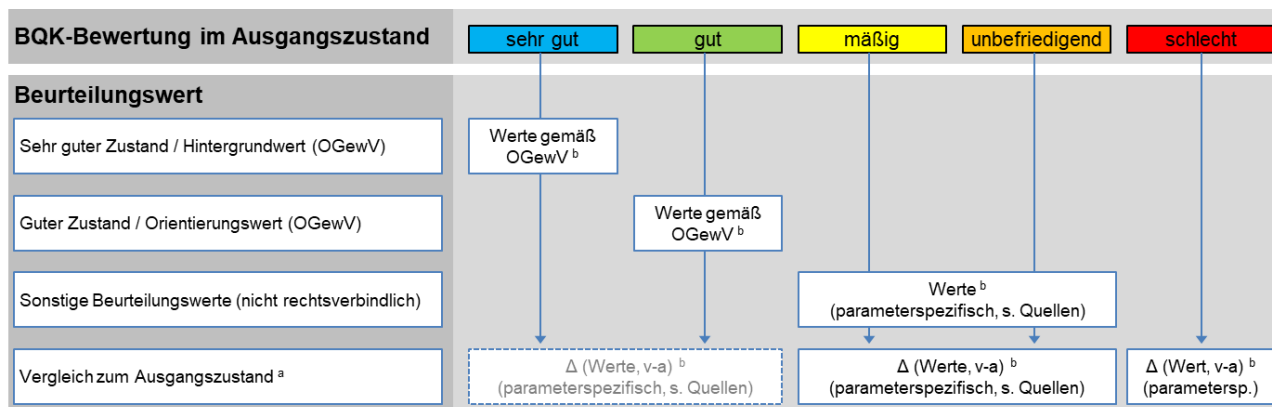 BQK-Bewertung im Ausgangszustand
sehr gut
gut
mäßig
unbefriedigend
schlecht
Beurteilungswert
Sehr guter Zustand / Hintergrundwert (OGewV)
Werte gemäß
OGewV b
Guter Zustand / Orientierungswert (OGewV)
Werte gemäß
OGewV b
Sonstige Beurteilungswerte (nicht rechtsverbindlich)
Werte b
(parameterspezifisch, s. Quellen)
Vergleich zum Ausgangszustand a
Δ (Werte, v-a) b
(parameterspezifisch, s. Quellen)
Δ (Werte, v-a) b
(parameterspezifisch, s. Quellen)
Δ (Wert, v-a) b
(parametersp.)